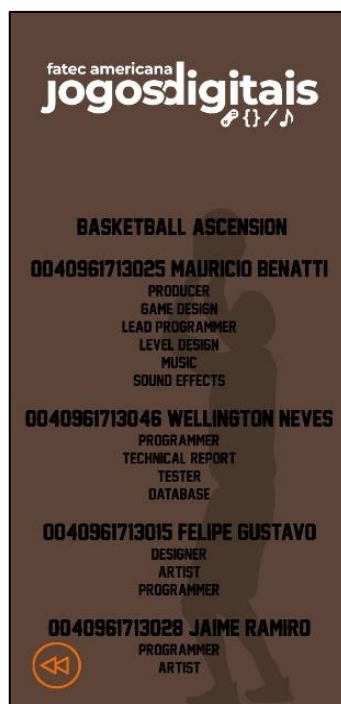 fatec americana
jogosdigitais
BASKETBALL ASCENSION
0040961713025 MAURICIO BENATTI
PRODUCER
GAME DESIGN
LEAD PROGRAMMER
LEVEL DESIGN
MUSIC
SOUND EFFECTS
0040961713046 WELLINGTON NEVES
PROGRAMMER
TECHNICAL REPORT
TESTER
DATABASE
0040961713015 FELIPE GUSTAVO
DESIGNER
ARTIST
PROGRAMMER
0040961713028 JAIME RAMIRO
PROGRAMMER
ARTIST